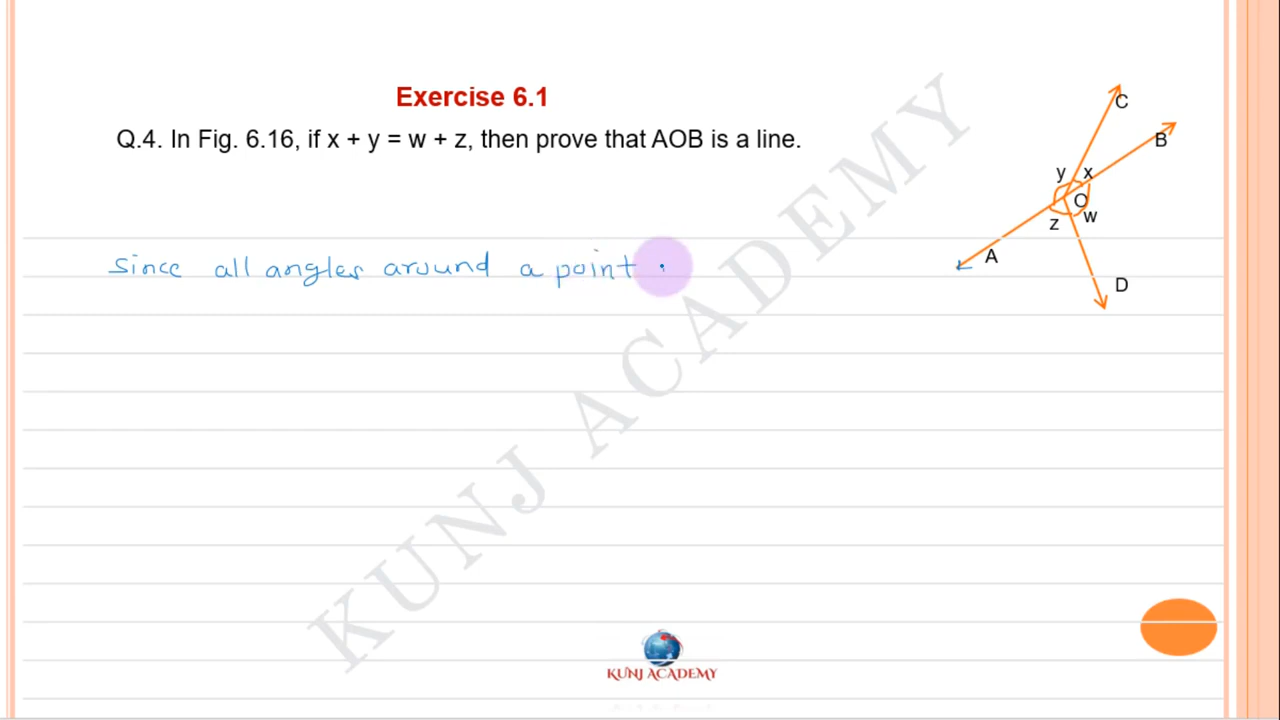 Exercise 6.1
Q.4. In Fig. 6.16, if x + y = w + z, then prove that AOB is a line.
C
B
y x
O
z w
A
D
Since all angles around a point
KUNJ ACADEMY
KUNJ ACADEMY